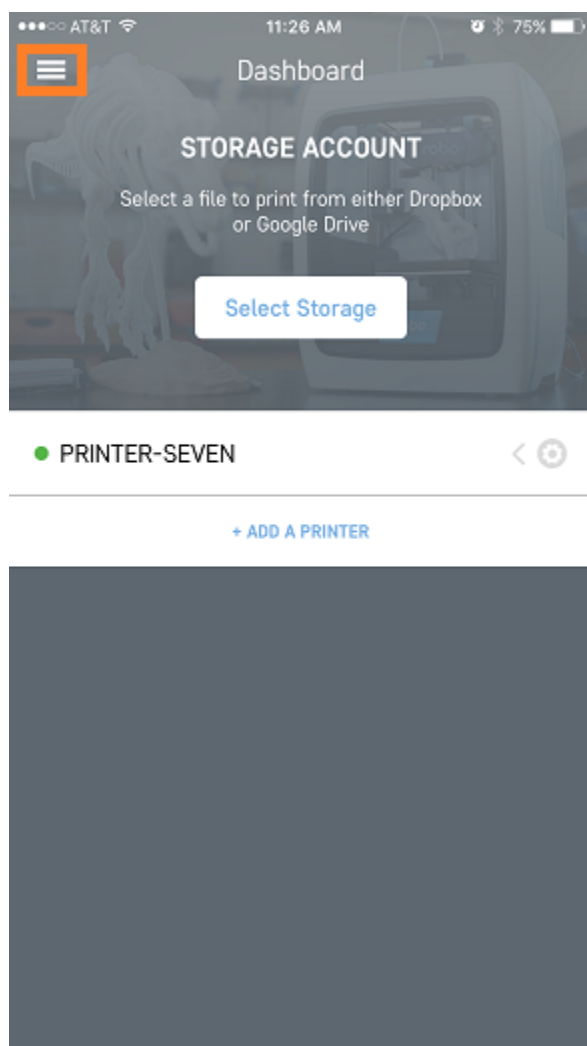 AT&T 11:26 AM 75%
Dashboard
STORAGE ACCOUNT
Select a file to print from either Dropbox
or Google Drive
Select Storage
PRINTER-SEVEN
+ ADD A PRINTER